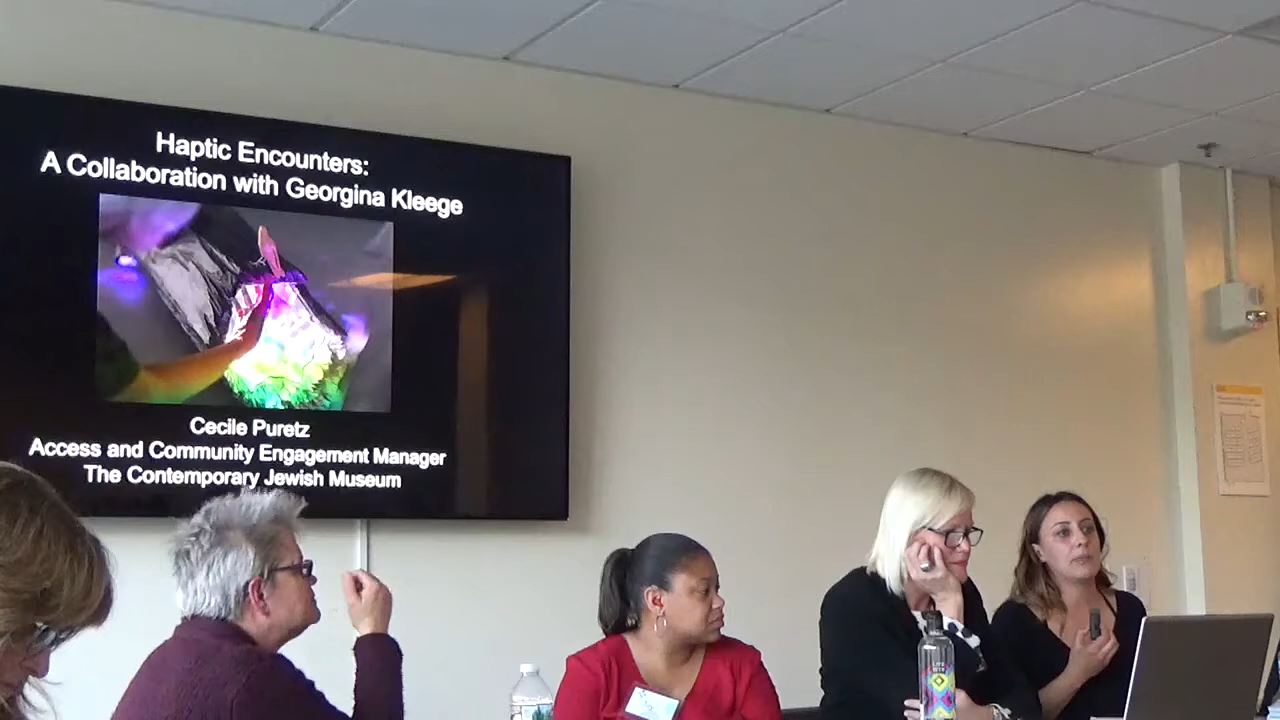 Haptic Encounters:
A Collaboration with Georgina Kleege
Cecile Puretz
Access and Community Engagement Manager
The Contemporary Jewish Museum